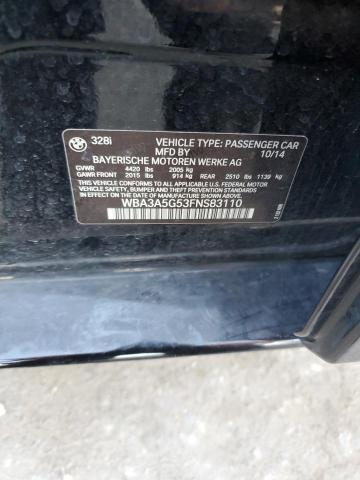 328i VEHICLE TYPE: PASSENGER CAR
MFD BY 10/14
BAYERISCHE MOTOREN WERKE AG
GVWR 4420 lbs 2005 kg
GAWR FRONT 2015 lbs 914 kg REAR 2510 lbs 1139 kg
THIS VEHICLE CONFORMS TO ALL APPLICABLE U.S. FEDERAL MOTOR
VEHICLE SAFETY, BUMPER, AND THEFT PREVENTION STANDARDS
IN EFFECT ON THE DATE OF MANUFACTURE SHOWN ABOVE.
WBA3A5G53FNS83110